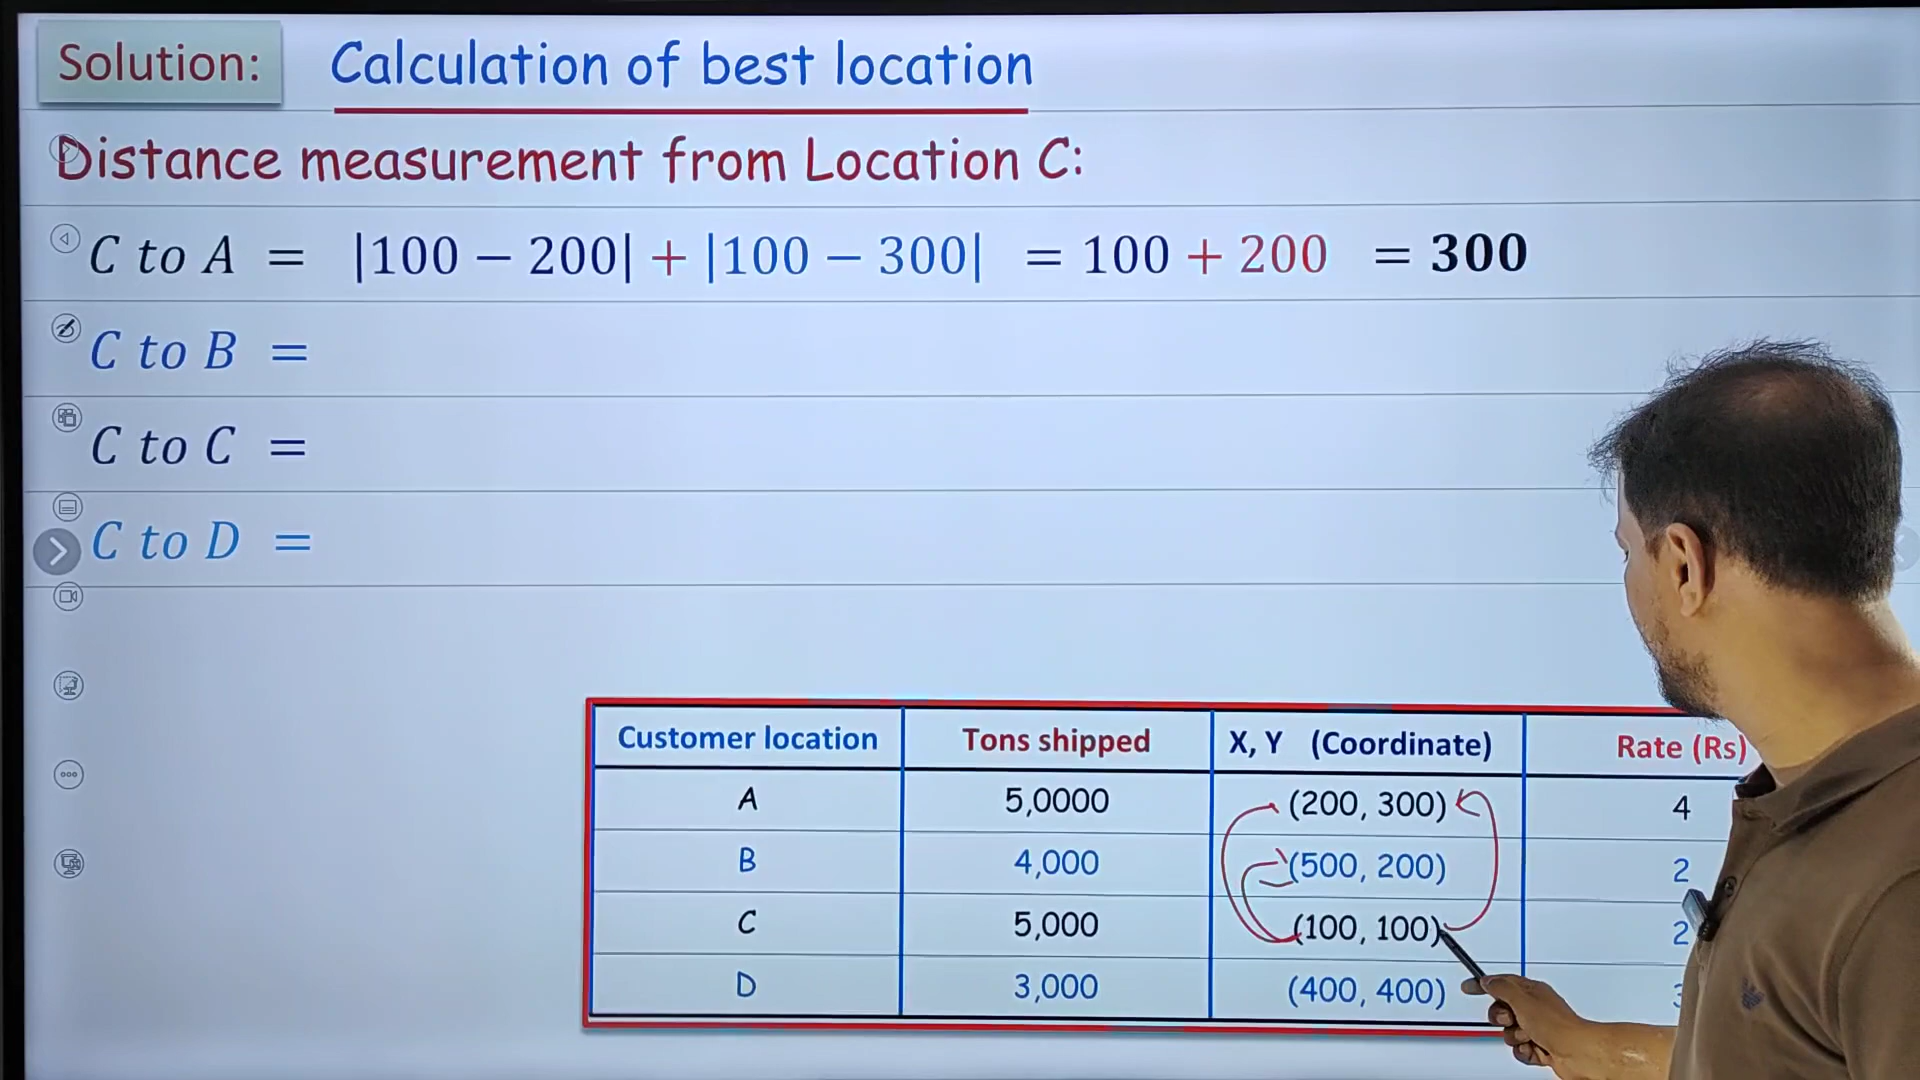 Solution: Calculation of best location
Distance measurement from Location C:
C to A = |100 − 200| + |100 − 300| = 100 + 200 = 300
C to B =
C to C =
C to D =
Customer location Tons shipped X, Y (Coordinate) Rate (Rs)
A 5,0000 (200, 300) 4
B 4,000 (500, 200) 2
C 5,000 (100, 100) 2
D 3,000 (400, 400)